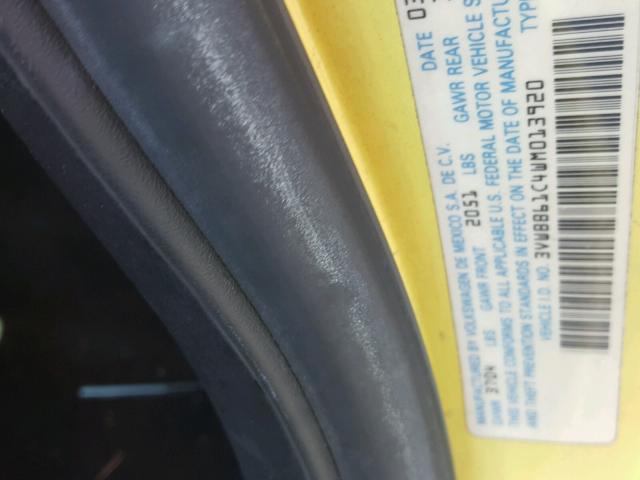 MANUFACTURED BY VOLKSWAGEN DE MEXICO S.A. DE C.V. DATE 03
GVWR 3704 LBS GAWR FRONT 2051 LBS GAWR REAR
THIS VEHICLE CONFORMS TO ALL APPLICABLE U.S. FEDERAL MOTOR VEHICLE S
AND THEFT PREVENTION STANDARDS IN EFFECT ON THE DATE OF MANUFACTUR
VEHICLE I.D. NO. 3VWBB61C4WM013920 TYP